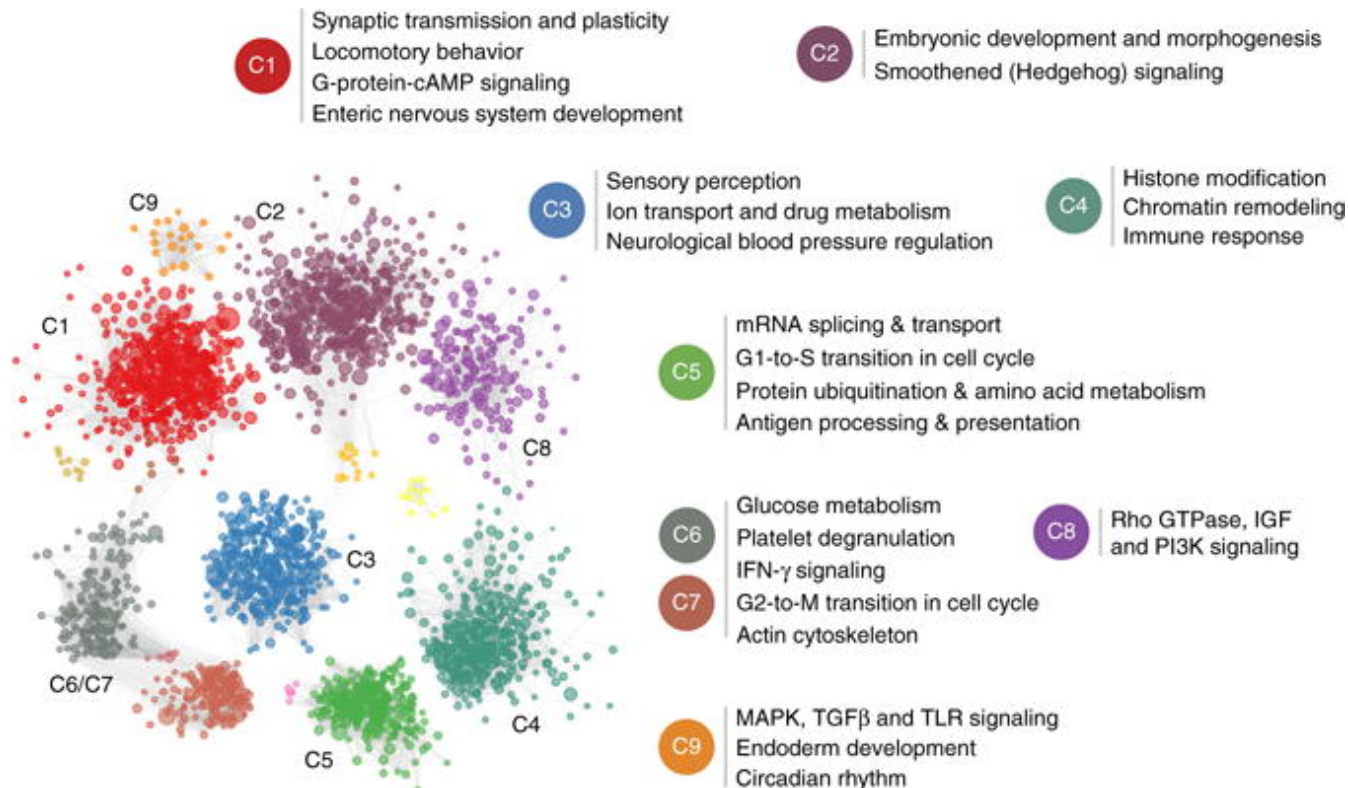 C1
Synaptic transmission and plasticity
Locomotory behavior
G-protein-cAMP signaling
Enteric nervous system development
C2
Embryonic development and morphogenesis
Smoothened (Hedgehog) signaling
C3
Sensory perception
Ion transport and drug metabolism
Neurological blood pressure regulation
C4
Histone modification
Chromatin remodeling
Immune response
C9
C2
C1
C8
C3
C6/C7
C4
C5
C5
mRNA splicing & transport
G1-to-S transition in cell cycle
Protein ubiquitination & amino acid metabolism
Antigen processing & presentation
C6
C7
Glucose metabolism
Platelet degranulation
IFN-γ signaling
G2-to-M transition in cell cycle
Actin cytoskeleton
C8
Rho GTPase, IGF
and PI3K signaling
C9
MAPK, TGFβ and TLR signaling
Endoderm development
Circadian rhythm